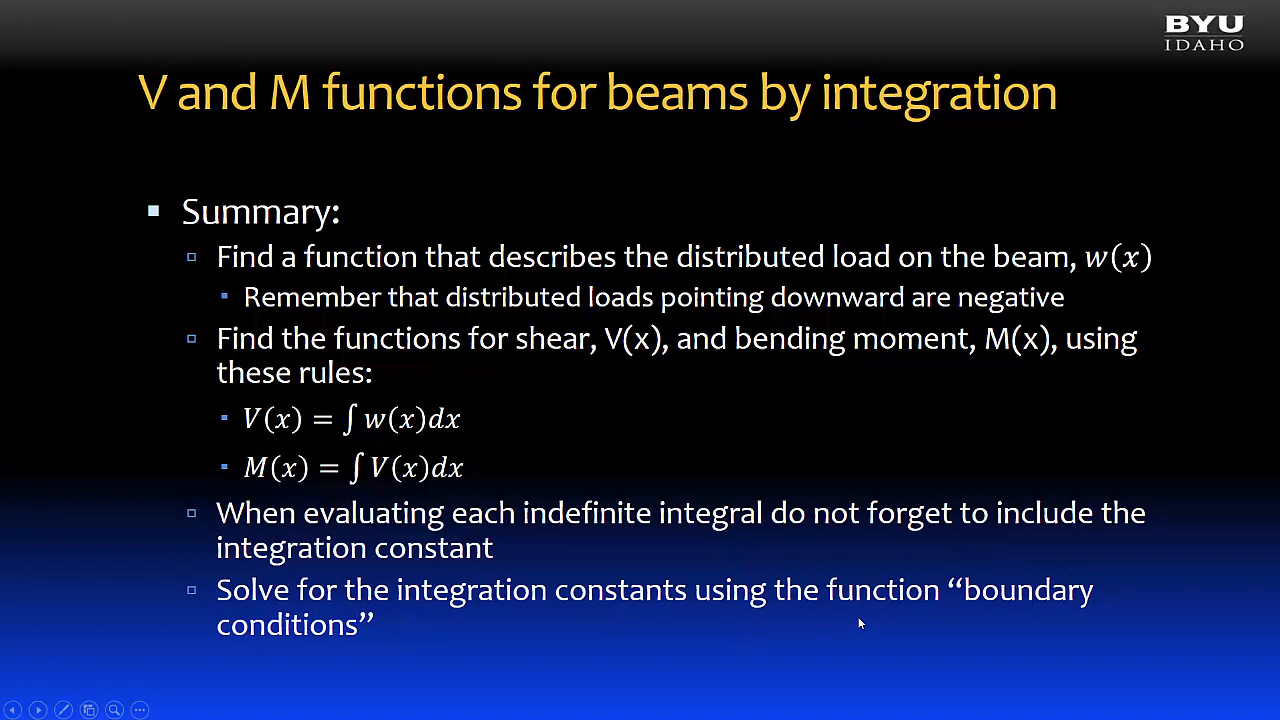 BYU
IDAHO
V and M functions for beams by integration
Summary:
Find a function that describes the distributed load on the beam, w(x)
Remember that distributed loads pointing downward are negative
Find the functions for shear, V(x), and bending moment, M(x), using
these rules:
V(x) = ∫ w(x)dx
M(x) = ∫ V(x)dx
When evaluating each indefinite integral do not forget to include the
integration constant
Solve for the integration constants using the function “boundary
conditions”